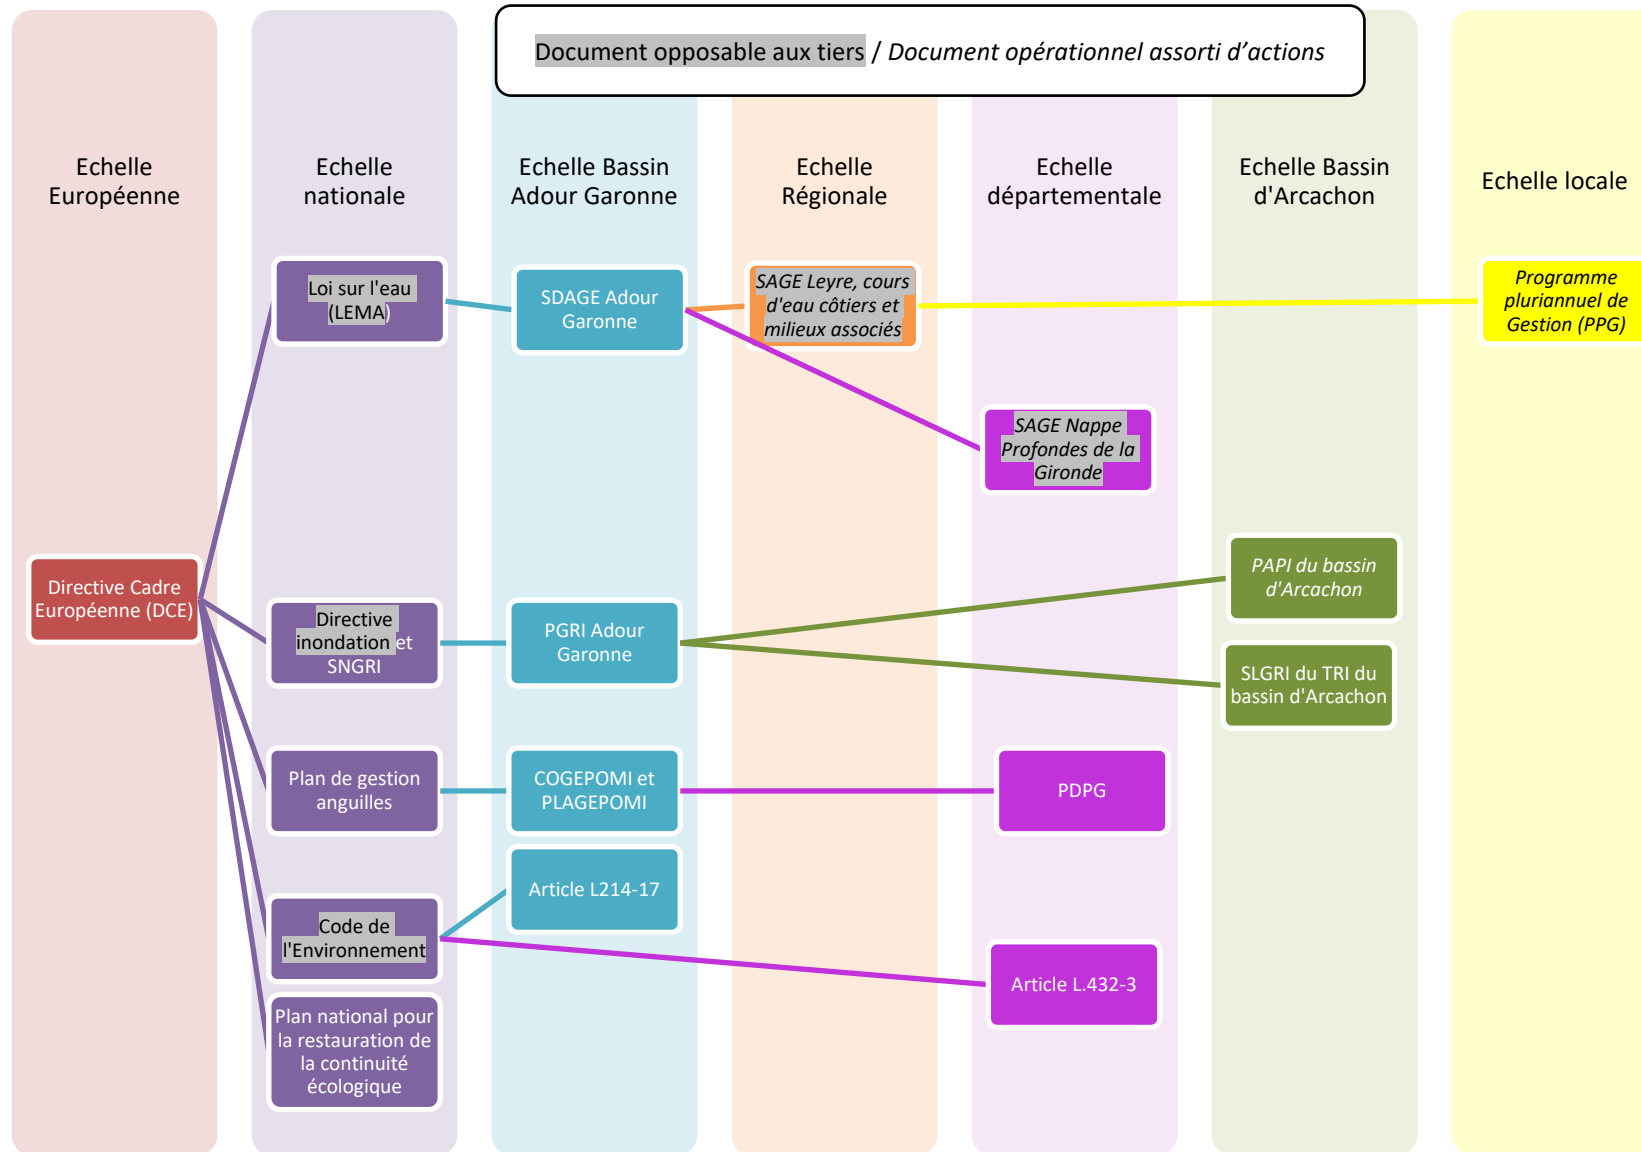 Document opposable aux tiers / Document opérationnel assorti d’actions
Echelle
Européenne
Echelle
nationale
Echelle Bassin
Adour Garonne
Echelle
Régionale
Echelle
départementale
Echelle Bassin
d'Arcachon
Echelle locale
Directive Cadre
Européenne (DCE)
Loi sur l'eau
(LEMA)
SDAGE Adour
Garonne
SAGE Leyre, cours
d'eau côtiers et
milieux associés
Programme
pluriannuel de
Gestion (PPG)
SAGE Nappe
Profondes de la
Gironde
Directive
inondation et
SNGRI
PGRI Adour
Garonne
PAPI du bassin
d'Arcachon
SLGRI du TRI du
bassin d'Arcachon
Plan de gestion
anguilles
COGEPOMI et
PLAGEPOMI
PDPG
Code de
l'Environnement
Article L214-17
Article L.432-3
Plan national pour
la restauration de
la continuité
écologique